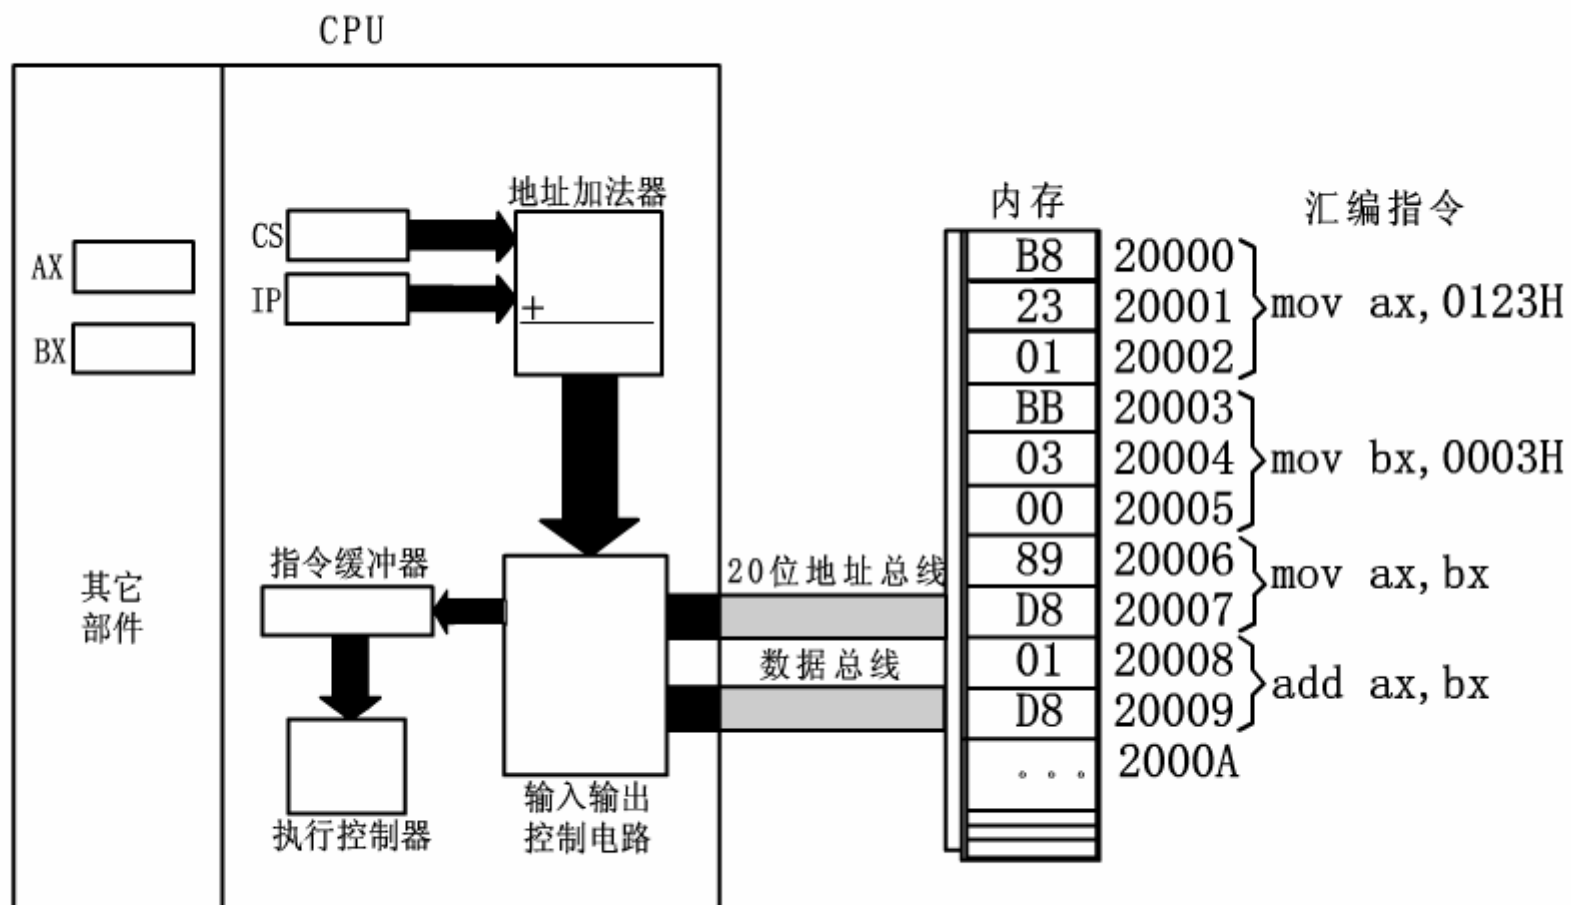 CPU
地址加法器
CS
IP
+
AX
BX
其它
部件
指令缓冲器
执行控制器
输入输出
控制电路
20位地址总线
数据总线
内存
汇编指令
B8 20000
23 20001 mov ax,0123H
01 20002
BB 20003
03 20004 mov bx,0003H
00 20005
89 20006 mov ax,bx
D8 20007
01 20008 add ax,bx
D8 20009
... 2000A